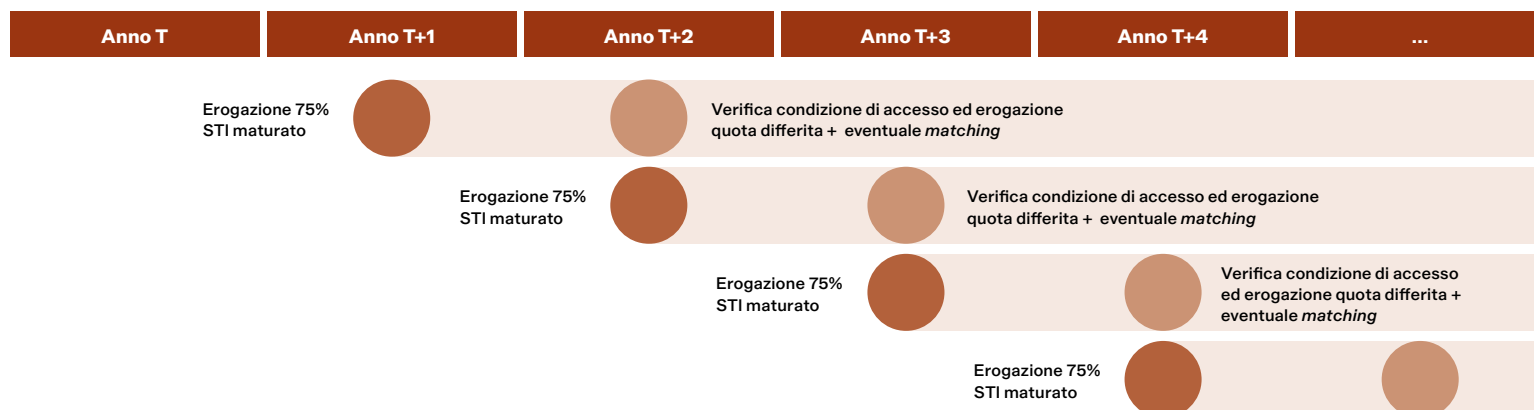 Anno T
Anno T+1
Anno T+2
Anno T+3
Anno T+4
...
Erogazione 75%
STI maturato
Verifica condizione di accesso ed erogazione
quota differita + eventuale matching
Erogazione 75%
STI maturato
Verifica condizione di accesso ed erogazione
quota differita + eventuale matching
Erogazione 75%
STI maturato
Verifica condizione di accesso
ed erogazione quota differita +
eventuale matching
Erogazione 75%
STI maturato